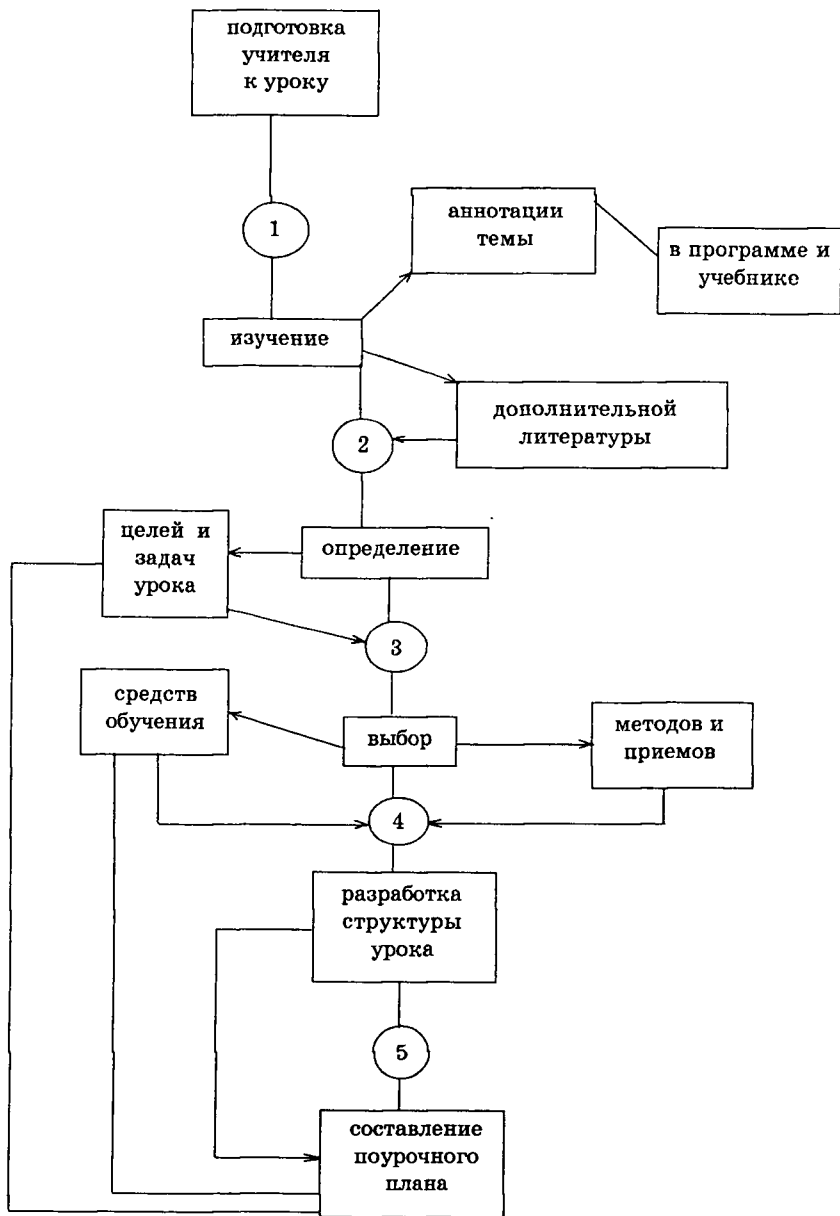 подготовка
учителя
к уроку
1
аннотации
темы
в программе и
учебнике
изучение
дополнительной
литературы
2
целей и
задач
урока
определение
3
средств
обучения
выбор
методов и
приемов
4
разработка
структуры
урока
5
составление
поурочного
плана